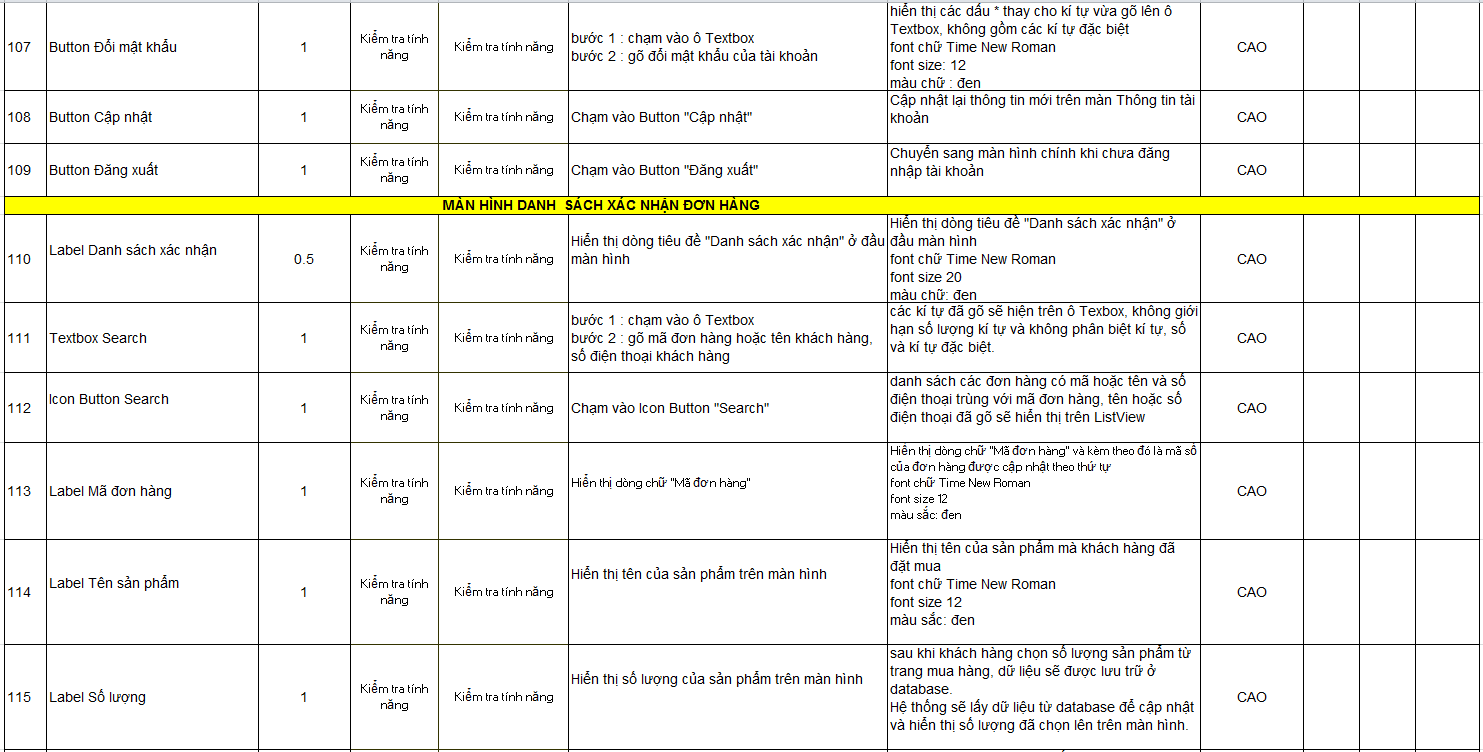 107
Button Đổi mật khẩu
1
Kiểm tra tính
năng
Kiểm tra tính năng
bước 1 : chạm vào ô Textbox
bước 2 : gõ đổi mật khẩu của tài khoản
hiển thị các dấu * thay cho kí tự vừa gõ lên ô
Textbox, không gồm các kí tự đặc biệt
font chữ Time New Roman
font size: 12
màu chữ : đen
CAO
108
Button Cập nhật
1
Kiểm tra tính
năng
Kiểm tra tính năng
Chạm vào Button "Cập nhật"
Cập nhật lại thông tin mới trên màn Thông tin tài
khoản
CAO
109
Button Đăng xuất
1
Kiểm tra tính
năng
Kiểm tra tính năng
Chạm vào Button "Đăng xuất"
Chuyển sang màn hình chính khi chưa đăng
nhập tài khoản
CAO
MÀN HÌNH DANH SÁCH XÁC NHẬN ĐƠN HÀNG
110
Label Danh sách xác nhận
0.5
Kiểm tra tính
năng
Kiểm tra tính năng
Hiển thị dòng tiêu đề "Danh sách xác nhận" ở đầu
màn hình
Hiển thị dòng tiêu đề "Danh sách xác nhận" ở
đầu màn hình
font chữ Time New Roman
font size 20
màu chữ: đen
CAO
111
Textbox Search
1
Kiểm tra tính
năng
Kiểm tra tính năng
bước 1 : chạm vào ô Textbox
bước 2 : gõ mã đơn hàng hoặc tên khách hàng,
số điện thoại khách hàng
các kí tự đã gõ sẽ hiện trên ô Texbox, không giới
hạn số lượng kí tự và không phân biệt kí tự, số
và kí tự đặc biệt.
CAO
112
Icon Button Search
1
Kiểm tra tính
năng
Kiểm tra tính năng
Chạm vào Icon Button "Search"
danh sách các đơn hàng có mã hoặc tên và số
điện thoại trùng với mã đơn hàng, tên hoặc số
điện thoại đã gõ sẽ hiển thị trên ListView
CAO
113
Label Mã đơn hàng
1
Kiểm tra tính
năng
Kiểm tra tính năng
Hiển thị dòng chữ "Mã đơn hàng"
Hiển thị dòng chữ "Mã đơn hàng" và kèm theo đó là mã số
của đơn hàng được cập nhật theo thứ tự
font chữ Time New Roman
font size 12
màu sắc: đen
CAO
114
Label Tên sản phẩm
1
Kiểm tra tính
năng
Kiểm tra tính năng
Hiển thị tên của sản phẩm trên màn hình
Hiển thị tên của sản phẩm mà khách hàng đã
đặt mua
font chữ Time New Roman
font size 12
màu sắc: đen
CAO
115
Label Số lượng
1
Kiểm tra tính
năng
Kiểm tra tính năng
Hiển thị số lượng của sản phẩm trên màn hình
sau khi khách hàng chọn số lượng sản phẩm từ
trang mua hàng, dữ liệu sẽ được lưu trữ ở
database.
Hệ thống sẽ lấy dữ liệu từ database để cập nhật
và hiển thị số lượng đã chọn lên trên màn hình.
CAO